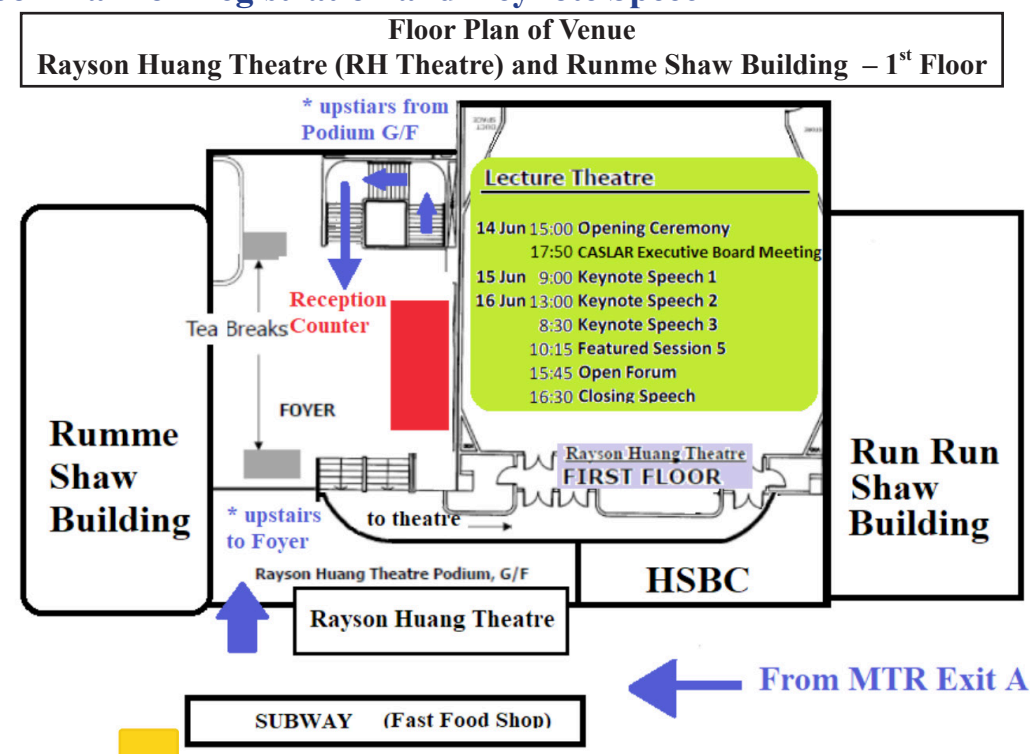 Floor Plan of Venue
Rayson Huang Theatre (RH Theatre) and Runme Shaw Building – 1st Floor
* upstiars from
Podium G/F
Lecture Theatre
14 Jun 15:00 Opening Ceremony
17:50 CASLAR Executive Board Meeting
15 Jun 9:00 Keynote Speech 1
16 Jun 13:00 Keynote Speech 2
8:30 Keynote Speech 3
10:15 Featured Session 5
15:45 Open Forum
16:30 Closing Speech
Reception
Counter
Tea Breaks
FOYER
Rumme
Shaw
Building
Run Run
Shaw
Building
Rayson Huang Theatre
FIRST FLOOR
* upstairs
to Foyer
to theatre
Rayson Huang Theatre Podium, G/F
HSBC
Rayson Huang Theatre
From MTR Exit A
SUBWAY (Fast Food Shop)